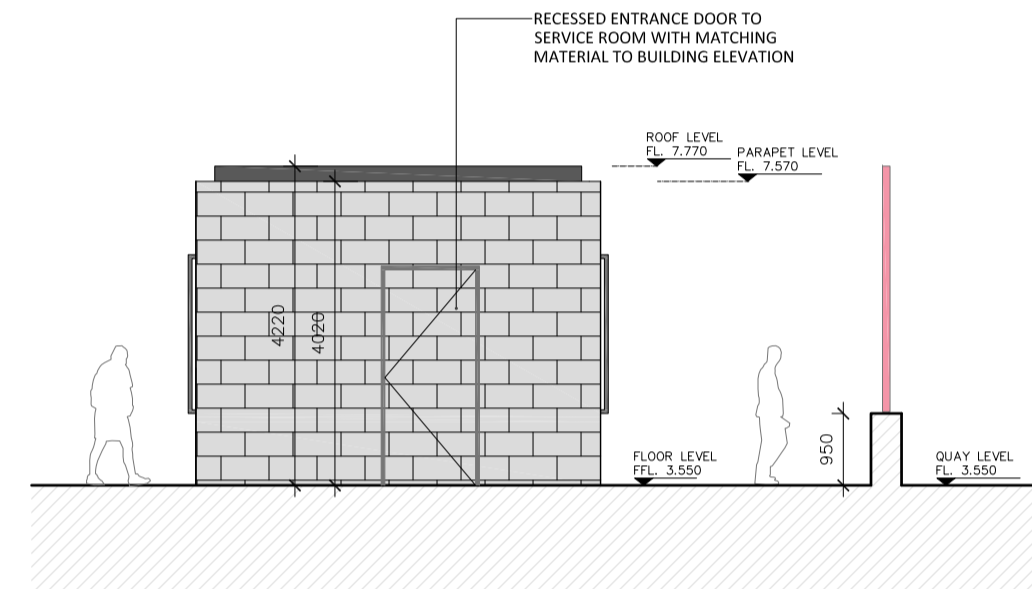 RECESSED ENTRANCE DOOR TO
SERVICE ROOM WITH MATCHING
MATERIAL TO BUILDING ELEVATION
ROOF LEVEL
FL. 7.770
PARAPET LEVEL
FL. 7.570
4220
4020
950
FLOOR LEVEL
FFL. 3.550
QUAY LEVEL
FL. 3.550